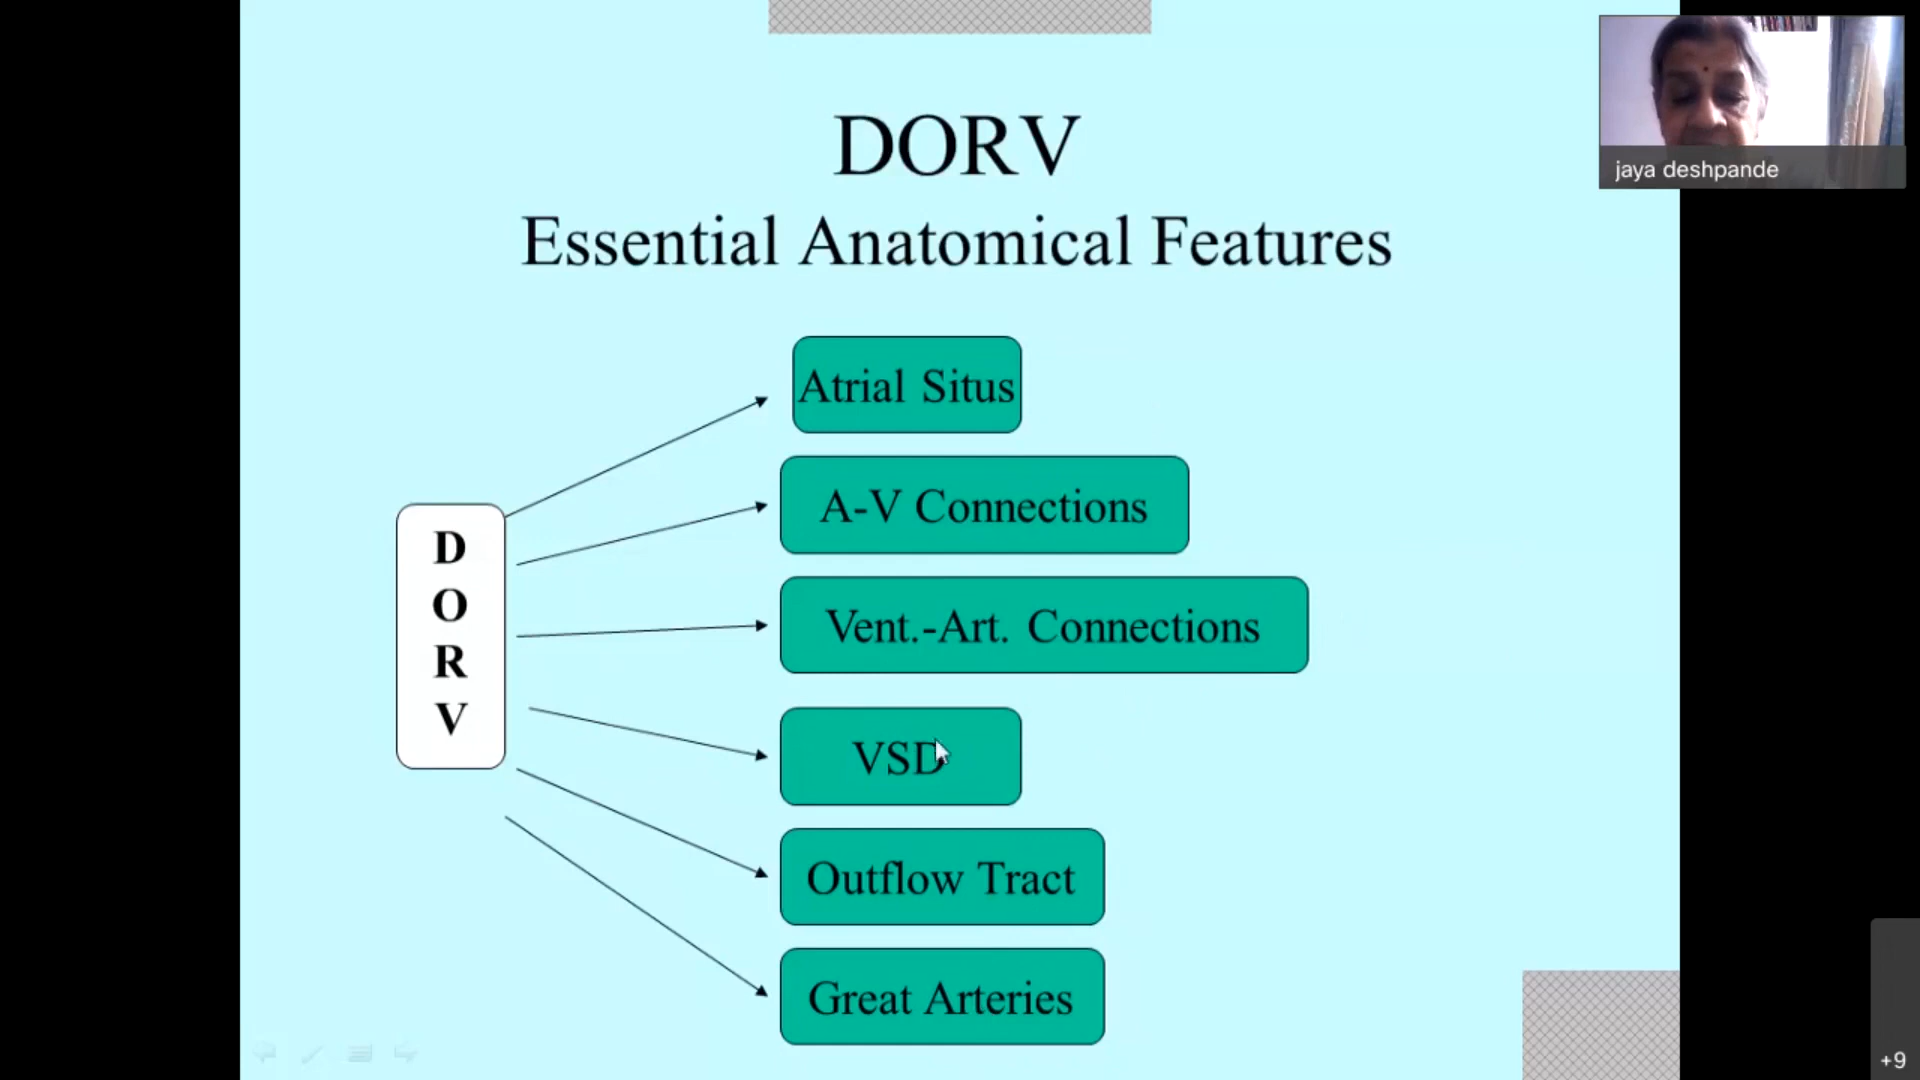 DORV
Essential Anatomical Features
jaya deshpande
D
O
R
V
Atrial Situs
A-V Connections
Vent.-Art. Connections
VSD
Outflow Tract
Great Arteries
+9